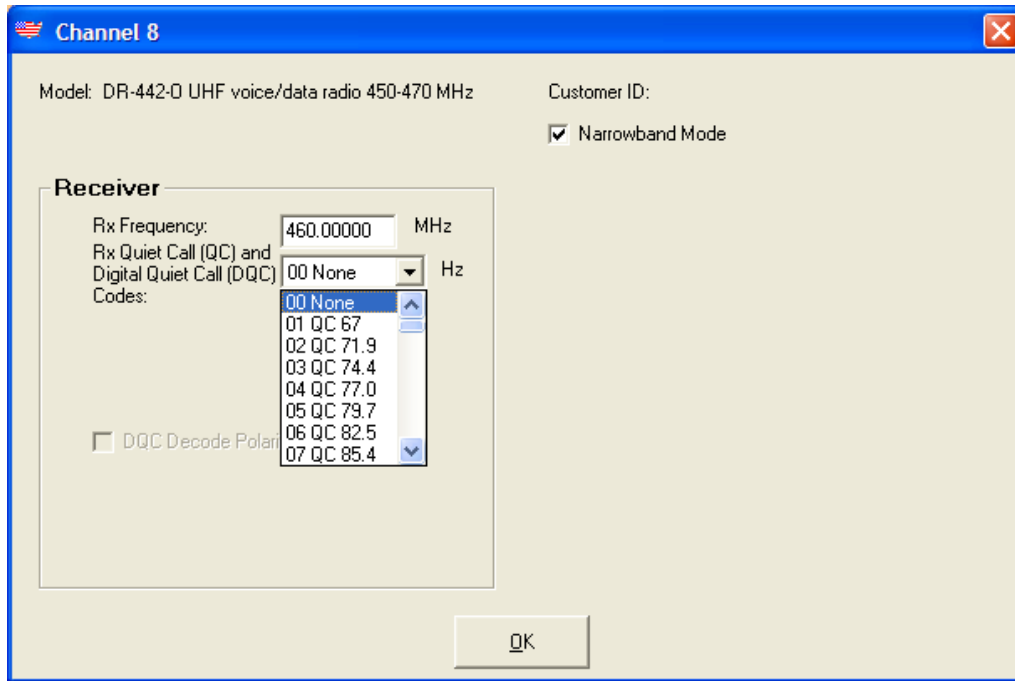 Channel 8
Model: DR-442-O UHF voice/data radio 450-470 MHz
Customer ID:
Narrowband Mode
Receiver
Rx Frequency:
460.00000
MHz
Rx Quiet Call (QC) and
Digital Quiet Call (DQC)
Codes:
00 None
Hz
00 None
01 QC 67
02 QC 71.9
03 QC 74.4
04 QC 77.0
05 QC 79.7
06 QC 82.5
07 QC 85.4
DQC Decode Polari
OK